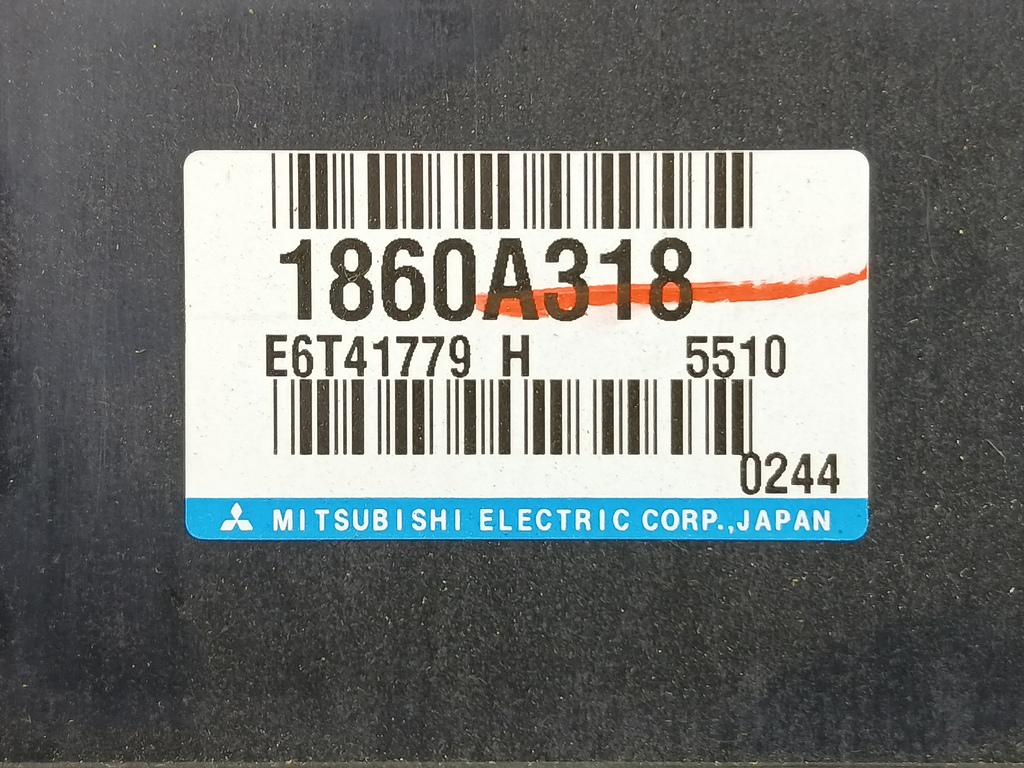 1860A318
E6T41779 H 5510
0244
MITSUBISHI ELECTRIC CORP.,JAPAN